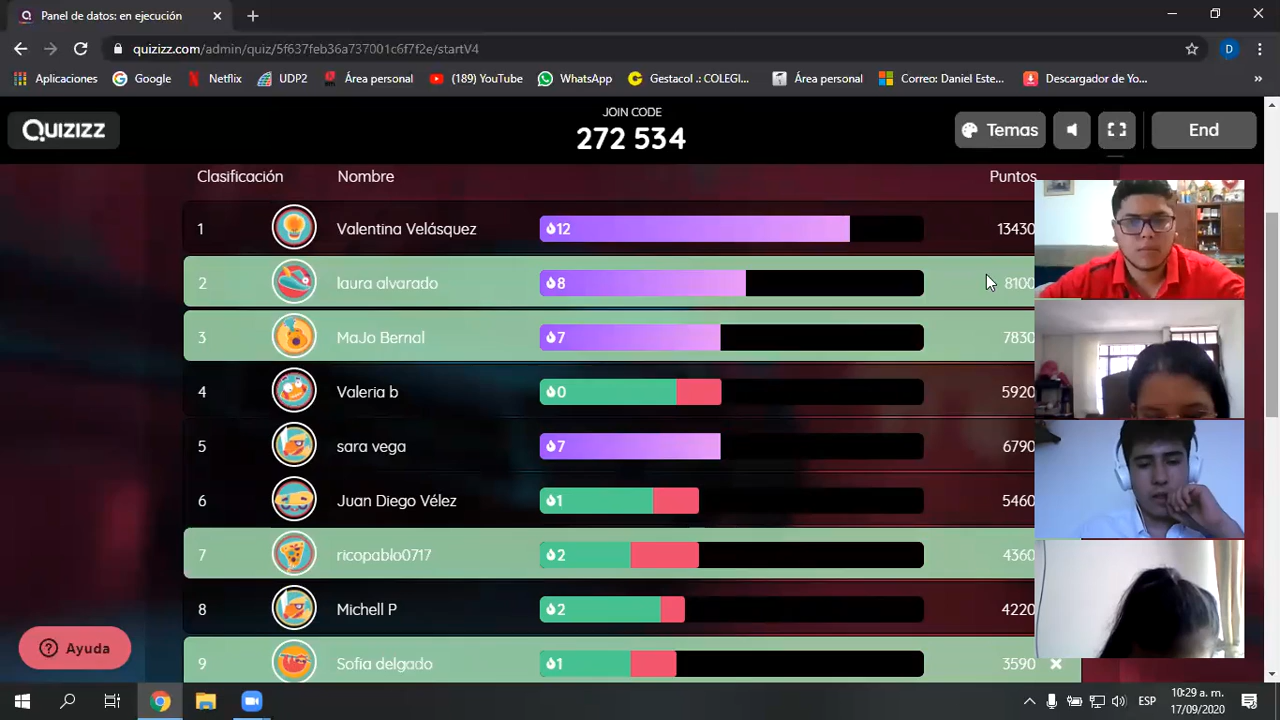 Panel de datos: en ejecución
quizizz.com/admin/quiz/5f637feb36a737001c6f7f2e/startV4
D
Aplicaciones Google Netflix UDP2 Área personal (189) YouTube WhatsApp Gestacol .: COLEGI... Área personal Correo: Daniel Este... Descargador de Yo... »
Quizizz
JOIN CODE
272 534
Temas
End
Clasificación Nombre Puntos
1 Valentina Velásquez 12 13430
2 laura alvarado 8 8100
3 MaJo Bernal 7 7830
4 Valeria b 0 5920
5 sara vega 7 6790
6 Juan Diego Vélez 1 5460
7 ricopablo0717 2 4360
8 Michell P 2 4220
9 Sofia delgado 1 3590
Ayuda
ESP
10:29 a. m.
17/09/2020